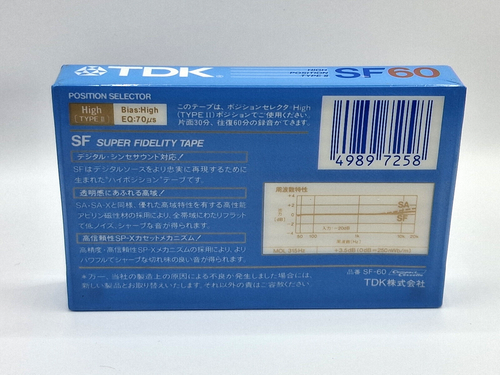 TDK
HIGH POSITION TYPE II
SF60
POSITION SELECTOR
High [TYPE II]
Bias:High EQ:70μs
このテープは、ポジションセレクタ・High
(TYPE II)ポジションでご使用ください。
片面30分、往復60分の録音ができます。
SF SUPER FIDELITY TAPE
デジタル・シンセサウンド対応!
SFはデジタルソースをより忠実に再現するために
生まれた"ハイポジション"テープです。
透明感にあふれる高域!
SA-SA-Xと同様、優れた高域特性を有する高性能
アビリン磁性材の採用により、全帯域にわたりフラット
で低ノイズ、シャープな音が得られます。
高信頼性SP-Xカセットメカニズム!
高精度・高信頼性SP-Xメカニズムの採用により、より
パワフルでシャープな切れ味の良い音が得られます。
*万一、当社の製造上の原因による不良が発生しました場合には、
新しい製品とお取り替えいたします。それ以外の責はご容赦ください。
4989 7258
周波数特性
SA
SF
周波数(Hz)
MOL 315Hz
品番 SF-60
TDK株式会社